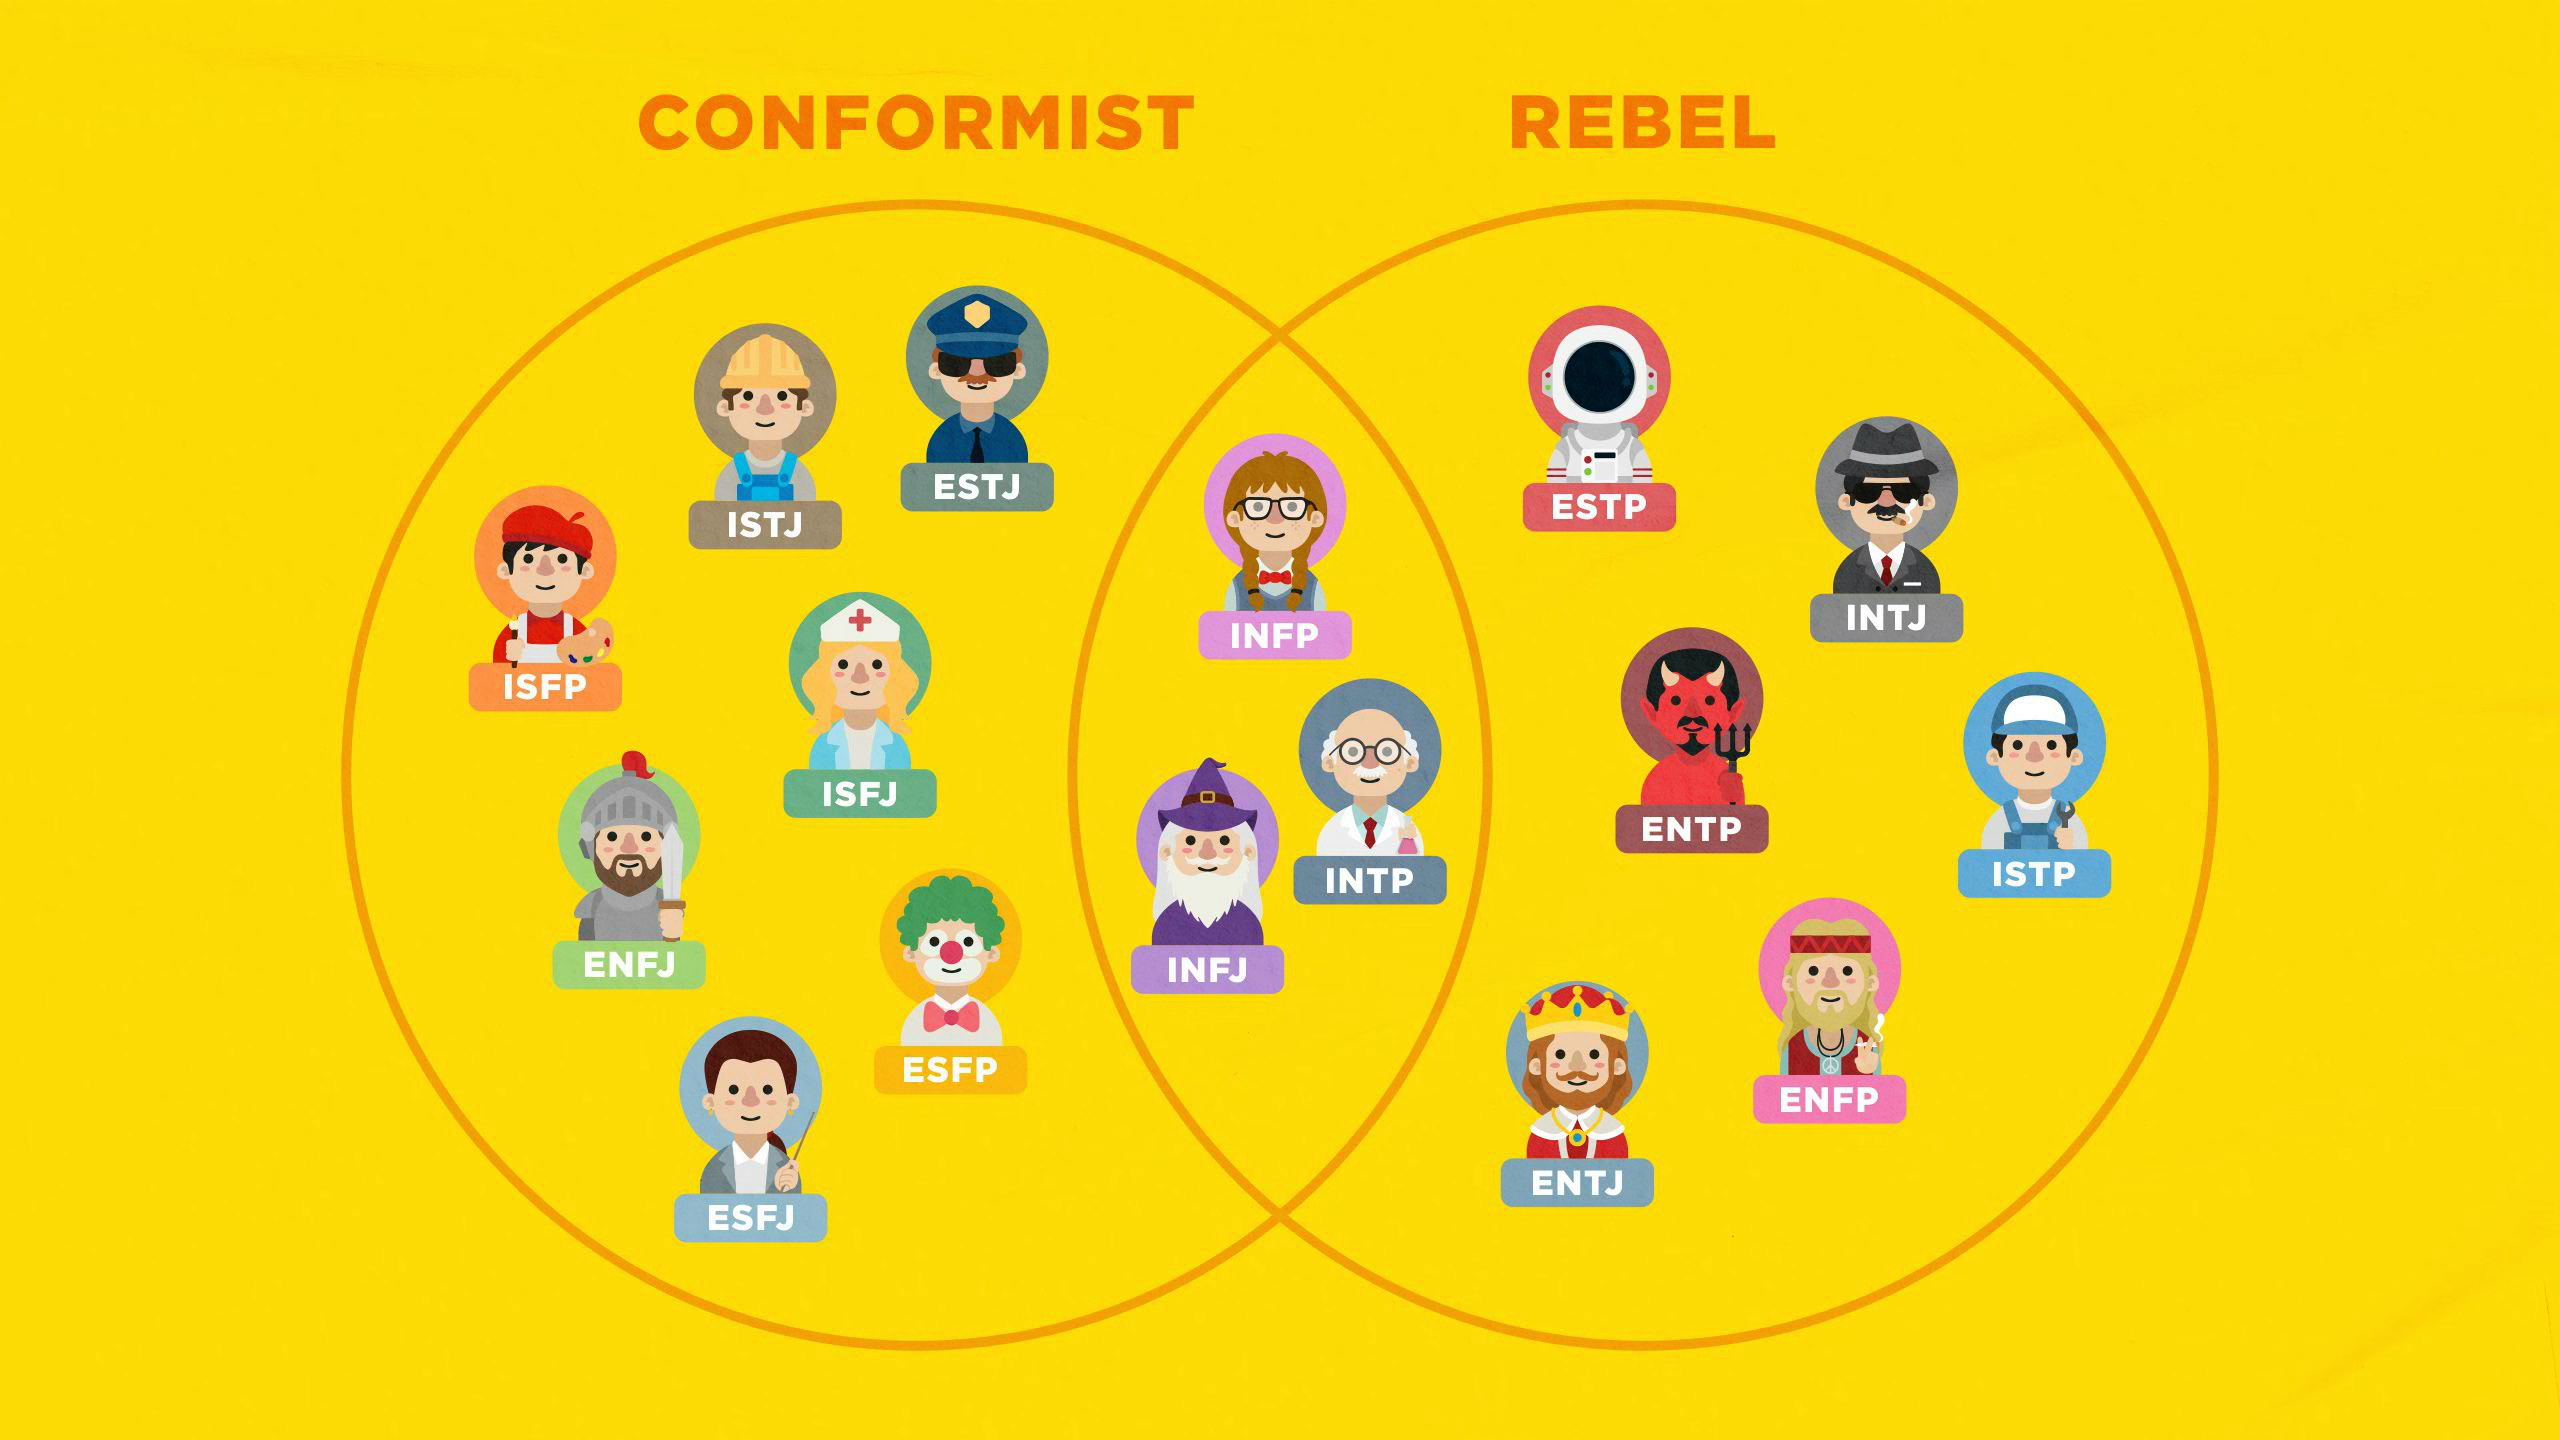 CONFORMIST
REBEL
ISTJ
ESTJ
ISFP
ISFJ
ENFJ
ESFP
ESFJ
INFP
INTP
INFJ
ESTP
INTJ
ENTP
ISTP
ENFP
ENTJ